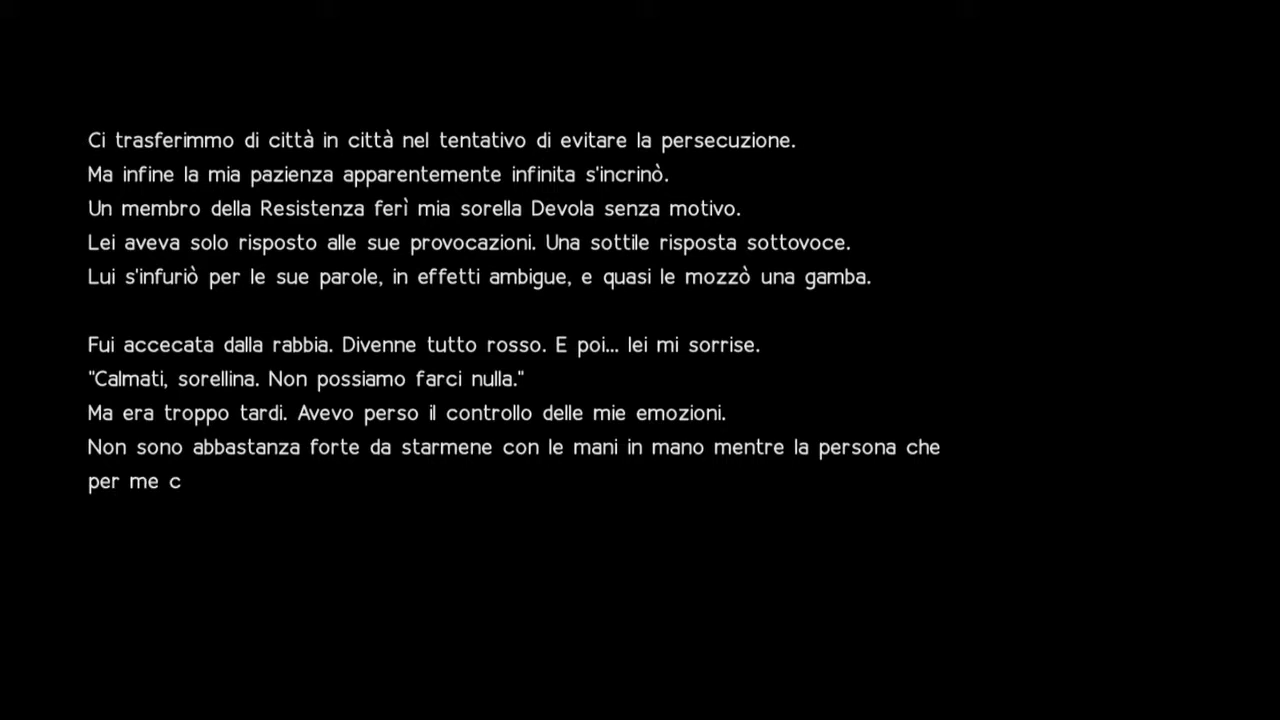 Ci trasferimmo di città in città nel tentativo di evitare la persecuzione.
Ma infine la mia pazienza apparentemente infinita s'incrinò.
Un membro della Resistenza ferì mia sorella Devola senza motivo.
Lei aveva solo risposto alle sue provocazioni. Una sottile risposta sottovoce.
Lui s'infuriò per le sue parole, in effetti ambigue, e quasi le mozzò una gamba.
Fui accecata dalla rabbia. Divenne tutto rosso. E poi... lei mi sorrise.
"Calmati, sorellina. Non possiamo farci nulla."
Ma era troppo tardi. Avevo perso il controllo delle mie emozioni.
Non sono abbastanza forte da starmene con le mani in mano mentre la persona che
per me c